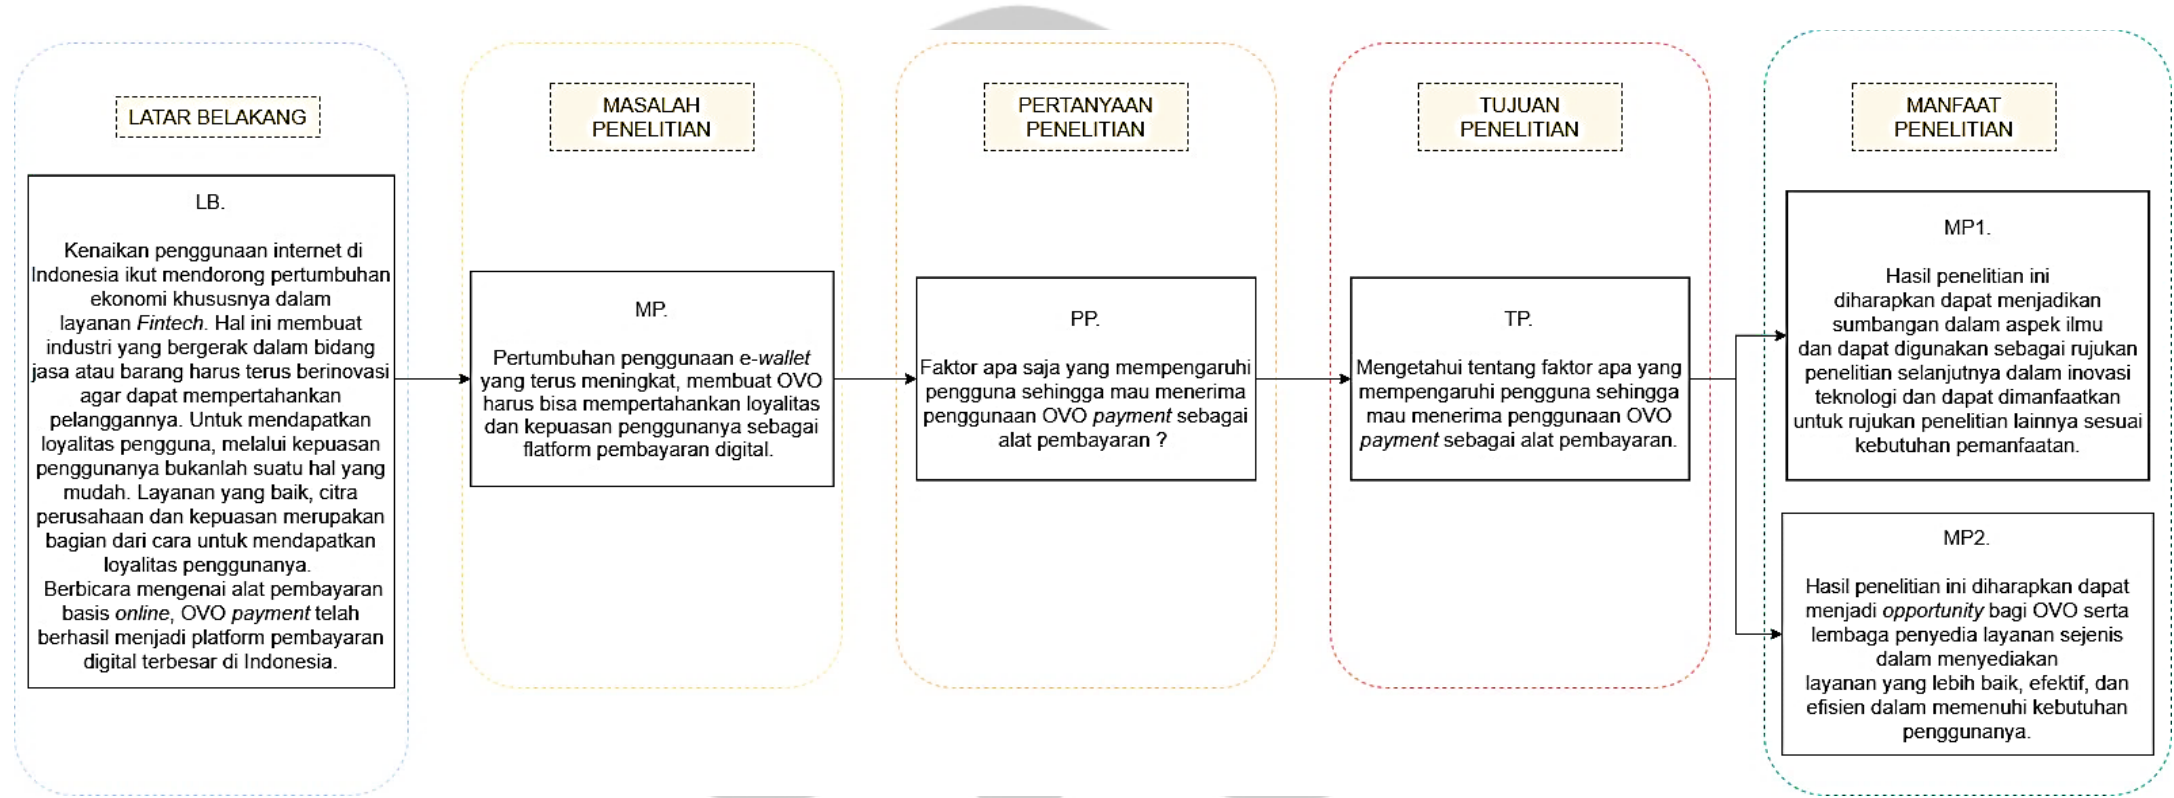 LATAR BELAKANG
LB.
Kenaikan penggunaan internet di
Indonesia ikut mendorong pertumbuhan
ekonomi khususnya dalam
layanan Fintech. Hal ini membuat
industri yang bergerak dalam bidang
jasa atau barang harus terus berinovasi
agar dapat mempertahankan
pelanggannya. Untuk mendapatkan
loyalitas pengguna, melalui kepuasan
penggunanya bukanlah suatu hal yang
mudah. Layanan yang baik, citra
perusahaan dan kepuasan merupakan
bagian dari cara untuk mendapatkan
loyalitas penggunanya.
Berbicara mengenai alat pembayaran
basis online, OVO payment telah
berhasil menjadi platform pembayaran
digital terbesar di Indonesia.
MASALAH
PENELITIAN
MP.
Pertumbuhan penggunaan e-wallet
yang terus meningkat, membuat OVO
harus bisa mempertahankan loyalitas
dan kepuasan penggunanya sebagai
flatform pembayaran digital.
PERTANYAAN
PENELITIAN
PP.
Faktor apa saja yang mempengaruhi
pengguna sehingga mau menerima
penggunaan OVO payment sebagai
alat pembayaran ?
TUJUAN
PENELITIAN
TP.
Mengetahui tentang faktor apa yang
mempengaruhi pengguna sehingga
mau menerima penggunaan OVO
payment sebagai alat pembayaran.
MANFAAT
PENELITIAN
MP1.
Hasil penelitian ini
diharapkan dapat menjadikan
sumbangan dalam aspek ilmu
dan dapat digunakan sebagai rujukan
penelitian selanjutnya dalam inovasi
teknologi dan dapat dimanfaatkan
untuk rujukan penelitian lainnya sesuai
kebutuhan pemanfaatan.
MP2.
Hasil penelitian ini diharapkan dapat
menjadi opportunity bagi OVO serta
lembaga penyedia layanan sejenis
dalam menyediakan
layanan yang lebih baik, efektif, dan
efisien dalam memenuhi kebutuhan
penggunanya.